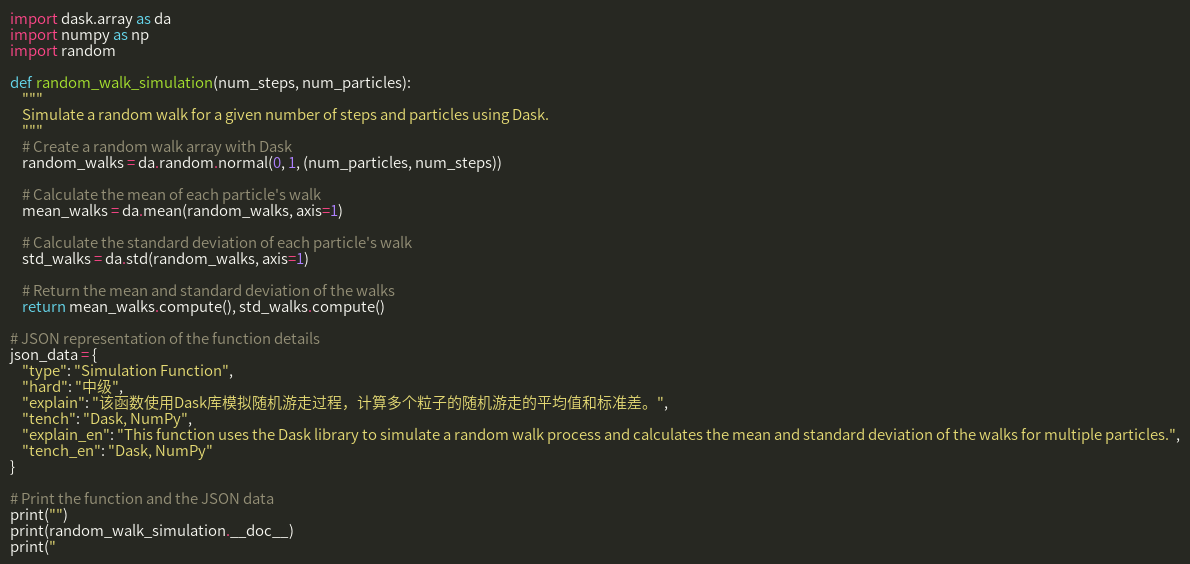 import dask.array as da
import numpy as np
import random

def random_walk_simulation(num_steps, num_particles):
    """
    Simulate a random walk for a given number of steps and particles using Dask.
    """
    # Create a random walk array with Dask
    random_walks = da.random.normal(0, 1, (num_particles, num_steps))

    # Calculate the mean of each particle's walk
    mean_walks = da.mean(random_walks, axis=1)

    # Calculate the standard deviation of each particle's walk
    std_walks = da.std(random_walks, axis=1)

    # Return the mean and standard deviation of the walks
    return mean_walks.compute(), std_walks.compute()

# JSON representation of the function details
json_data = {
    "type": "Simulation Function",
    "hard": "中级",
    "explain": "该函数使用Dask库模拟随机游走过程，计算多个粒子的随机游走的平均值和标准差。",
    "tench": "Dask, NumPy",
    "explain_en": "This function uses the Dask library to simulate a random walk process and calculates the mean and standard deviation of the walks for multiple particles.",
    "tench_en": "Dask, NumPy"
}

# Print the function and the JSON data
print("")
print(random_walk_simulation.__doc__)
print("